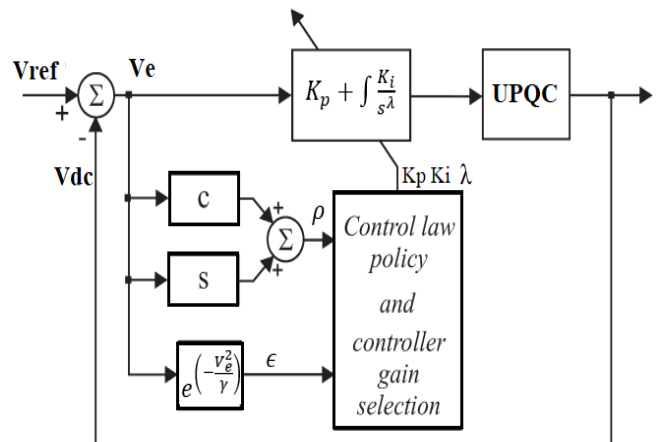 Vref
Ve
Σ
+
-
Vdc
K_p + ∫ K_i/s^λ
UPQC
Kp Ki λ
c
s
+
Σ
+
ρ
Control law
policy
and
controller
gain
selection
e^(-v_e^2/γ)
ϵ